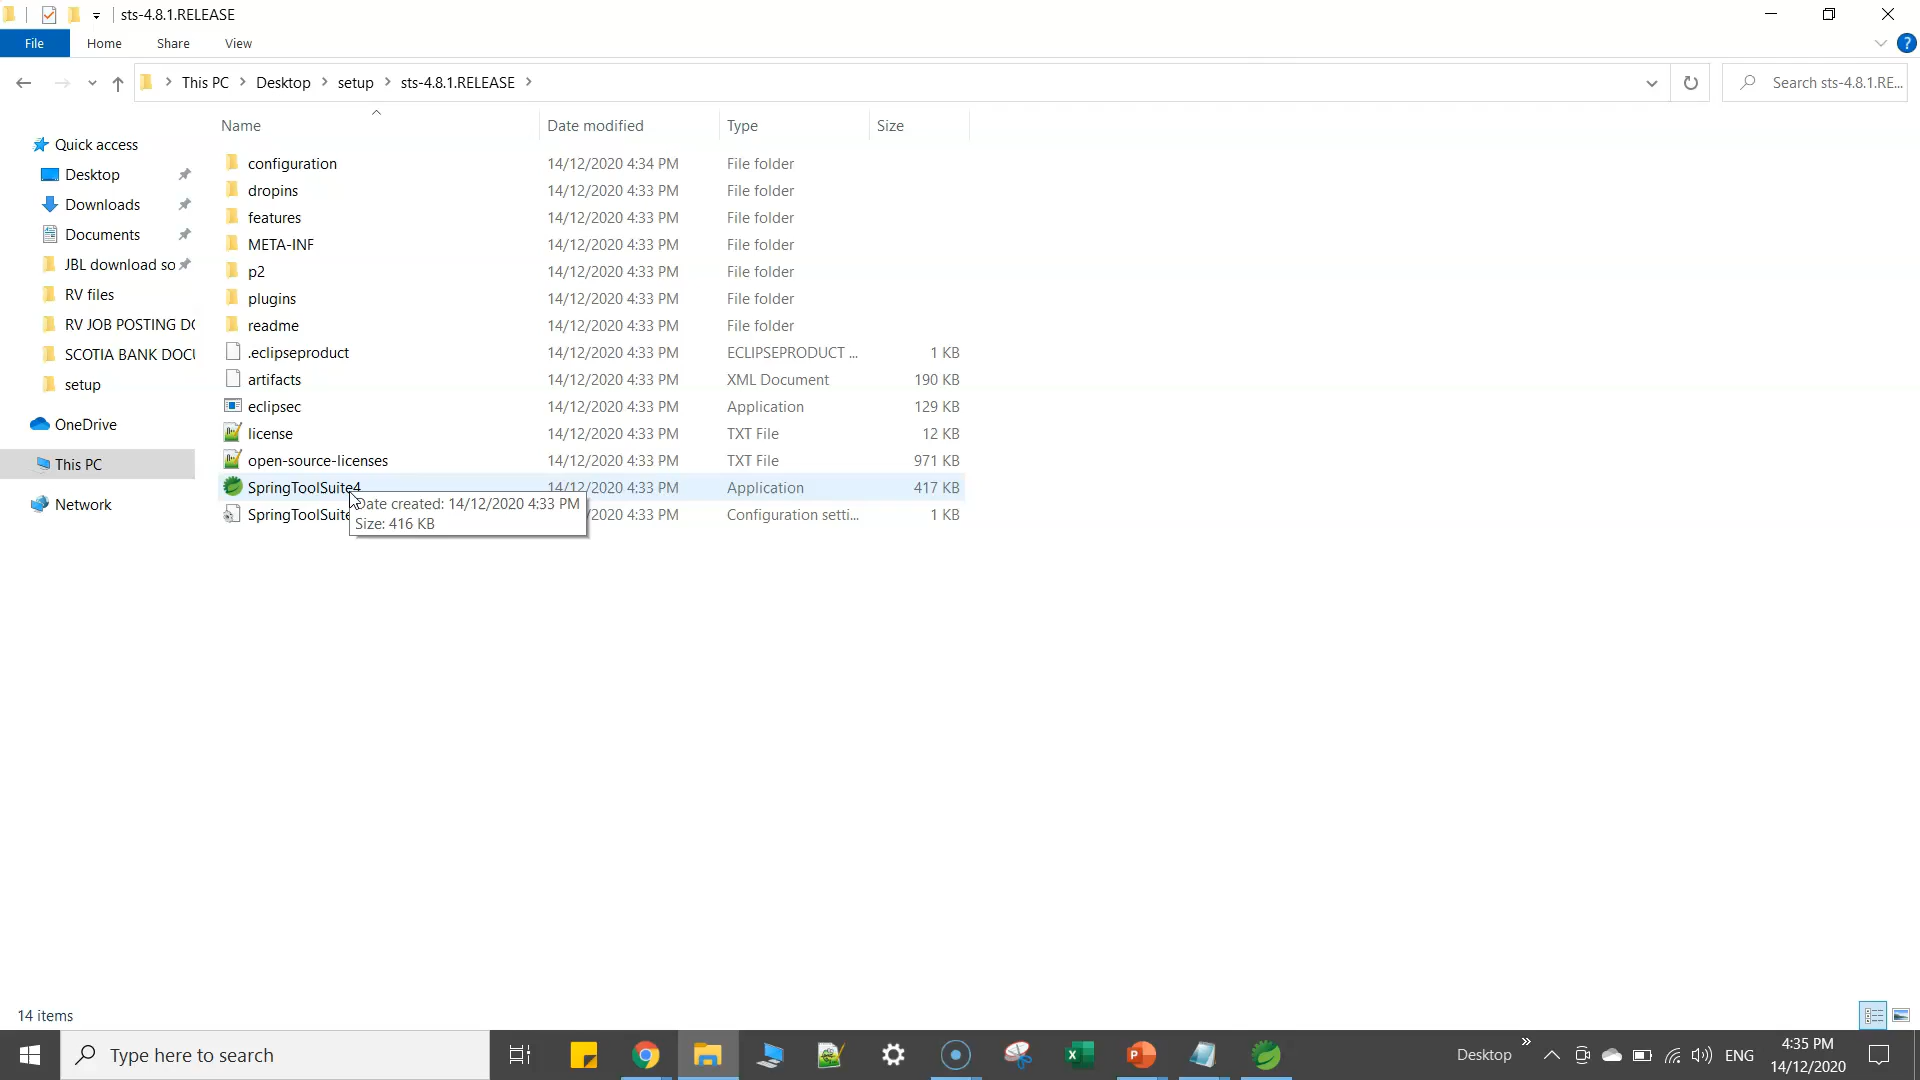 sts-4.8.1.RELEASE
File Home Share View
This PC Desktop setup sts-4.8.1.RELEASE Search sts-4.8.1.RE...
Name Date modified Type Size
Quick access
Desktop
Downloads
Documents
JBL download so
RV files
RV JOB POSTING DO
SCOTIA BANK DOCU
setup
OneDrive
This PC
Network
configuration 14/12/2020 4:34 PM File folder
dropins 14/12/2020 4:33 PM File folder
features 14/12/2020 4:33 PM File folder
META-INF 14/12/2020 4:33 PM File folder
p2 14/12/2020 4:33 PM File folder
plugins 14/12/2020 4:33 PM File folder
readme 14/12/2020 4:33 PM File folder
.eclipseproduct 14/12/2020 4:33 PM ECLIPSEPRODUCT ... 1 KB
artifacts 14/12/2020 4:33 PM XML Document 190 KB
eclipsec 14/12/2020 4:33 PM Application 129 KB
license 14/12/2020 4:33 PM TXT File 12 KB
open-source-licenses 14/12/2020 4:33 PM TXT File 971 KB
SpringToolSuite4 14/12/2020 4:33 PM Application 417 KB
SpringToolSuite /2020 4:33 PM Configuration setti... 1 KB
Date created: 14/12/2020 4:33 PM
Size: 416 KB
14 items
Type here to search
Desktop
ENG
4:35 PM
14/12/2020